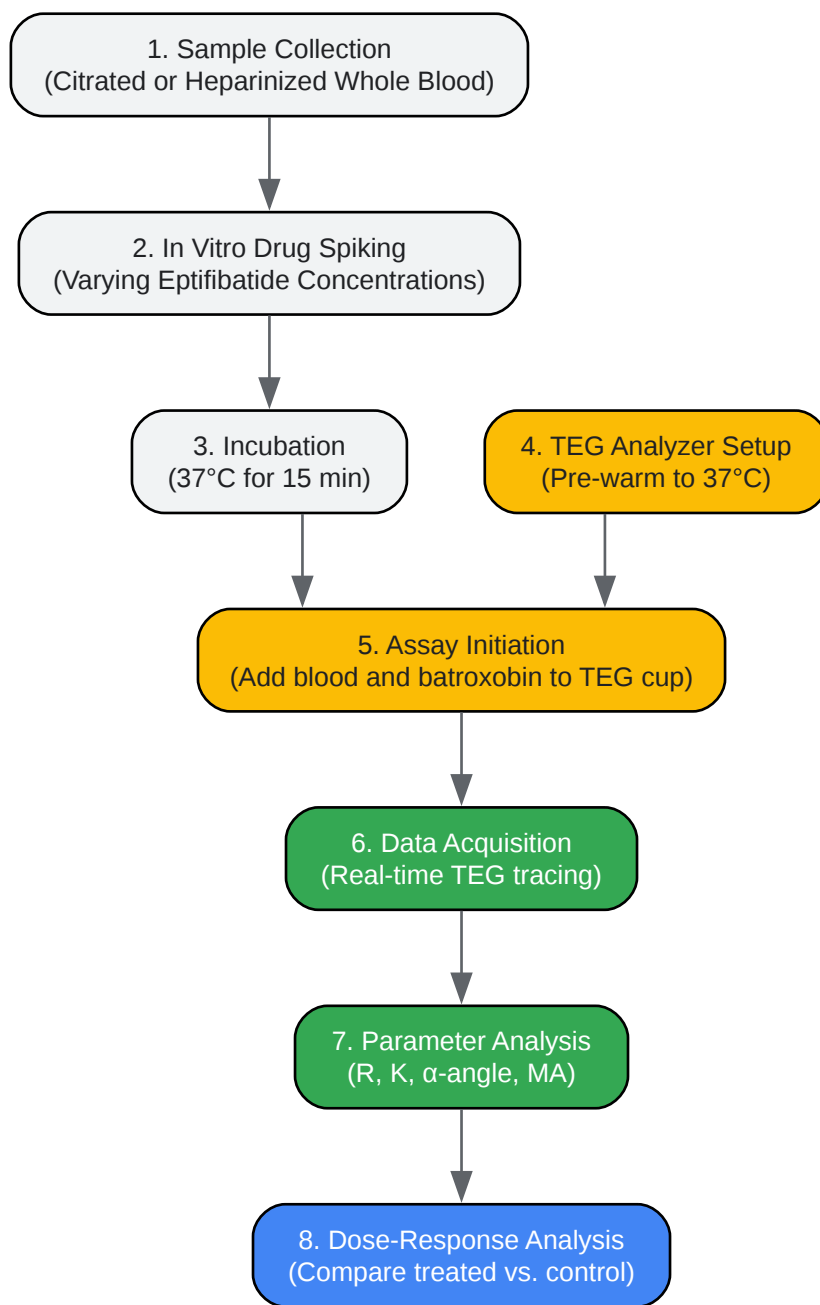 1. Sample Collection
(Citrated or Heparinized Whole Blood)
2. In Vitro Drug Spiking
(Varying Eptifibatide Concentrations)
3. Incubation
(37°C for 15 min)
4. TEG Analyzer Setup
(Pre-warm to 37°C)
5. Assay Initiation
(Add blood and batroxobin to TEG cup)
6. Data Acquisition
(Real-time TEG tracing)
7. Parameter Analysis
(R, K, α-angle, MA)
8. Dose-Response Analysis
(Compare treated vs. control)